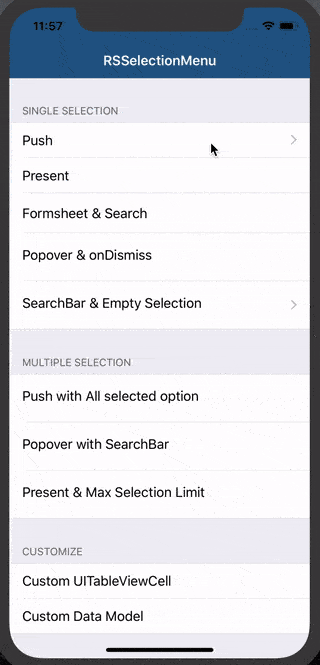 11:57
RSSelectionMenu
SINGLE SELECTION
Push
Present
Formsheet & Search
Popover & onDismiss
SearchBar & Empty Selection
MULTIPLE SELECTION
Push with All selected option
Popover with SearchBar
Present & Max Selection Limit
CUSTOMIZE
Custom UITableViewCell
Custom Data Model